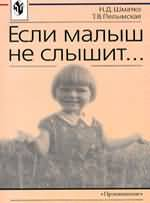 Н.Д. Шматко
Т.В. Пелымская
Если малыш
не слышит...
«Просвещение»